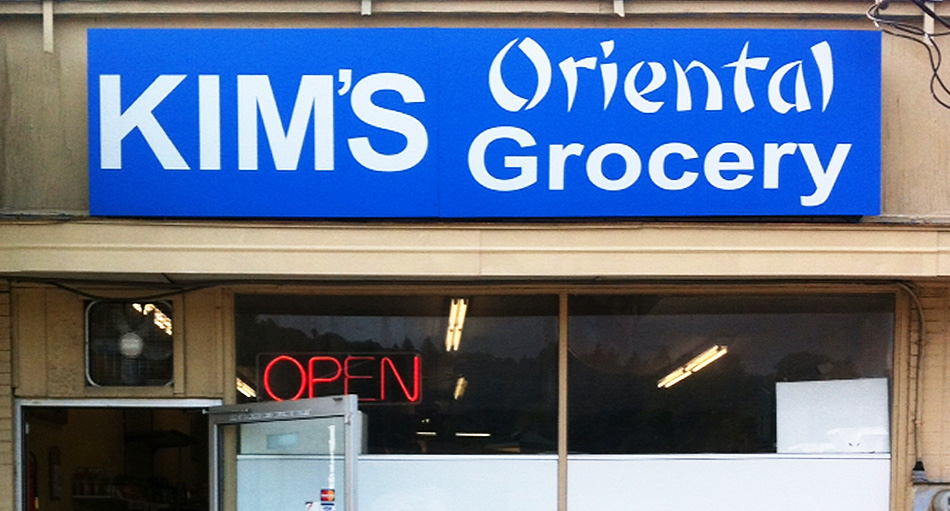 KIM'S Oriental
Grocery
OPEN